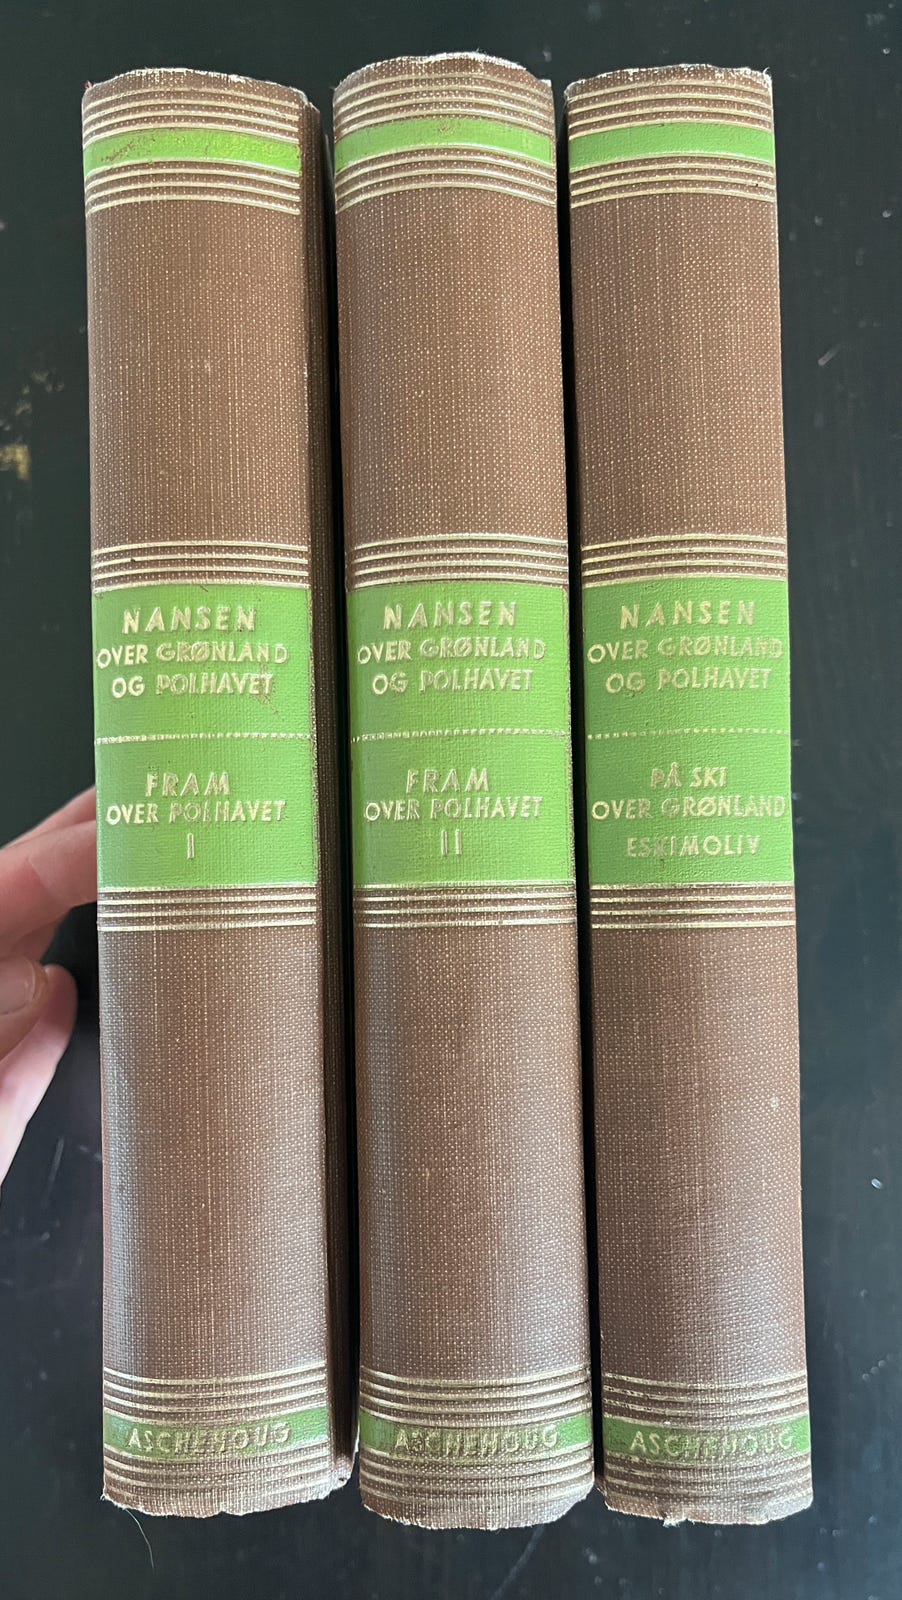 NANSEN
OVER GRØNLAND
OG POLHAVET
FRAM
OVER POLHAVET
I
ASCHEHOUG
NANSEN
OVER GRØNLAND
OG POLHAVET
FRAM
OVER POLHAVET
II
ASCHEHOUG
NANSEN
OVER GRØNLAND
OG POLHAVET
PÅ SKI
OVER GRØNLAND
ESKIMOLIV
ASCHEHOUG